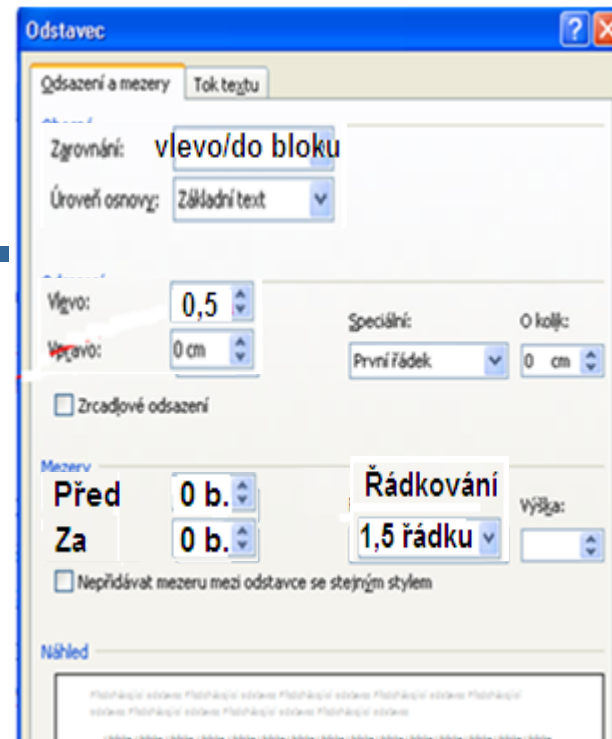 Odstavec
Odsazení a mezery Tok textu
Zarovnání: vlevo/do bloku
Úroveň osnovy: Základní text
Vlevo: 0,5 Speciální: O kolik:
Vpravo: 0 cm První řádek 0 cm
Zrcadlové odsazení
Mezery
Před 0 b. Řádkování Výška:
Za 0 b. 1,5 řádku
Nepřidávat mezeru mezi odstavce se stejným stylem
Náhled